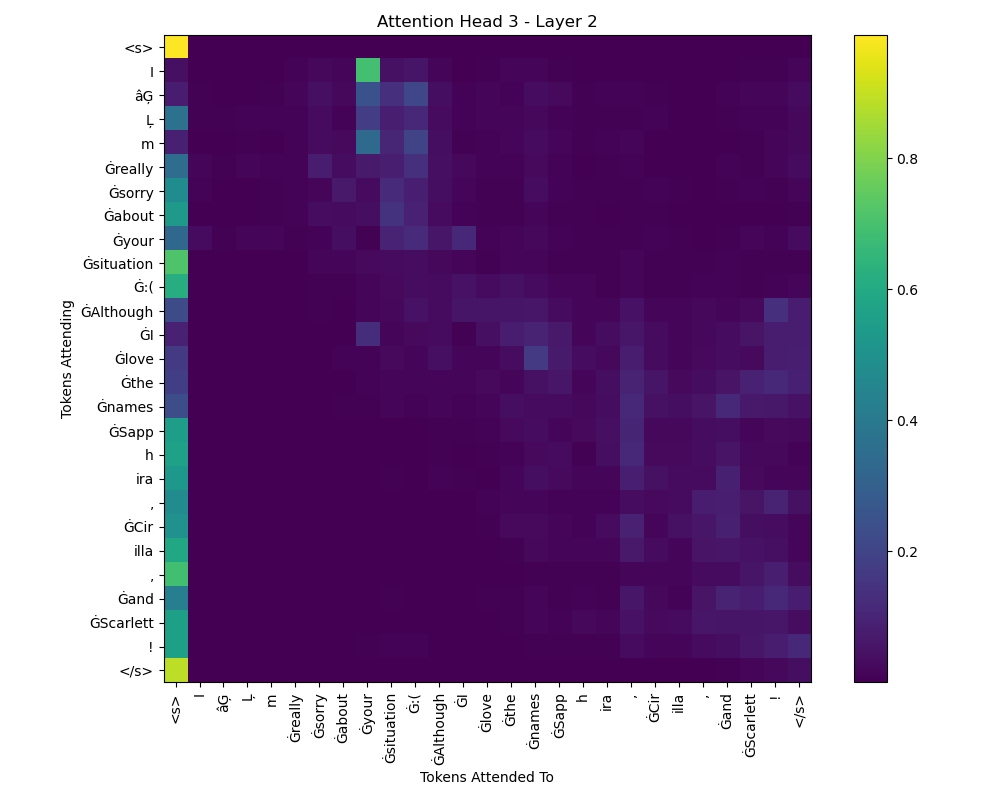 Attention Head 3 - Layer 2
<s>
I
âĢ
Ļ
m
Ġreally
Ġsorry
Ġabout
Ġyour
Ġsituation
Ġ:(
ĠAlthough
ĠI
Ġlove
Ġthe
Ġnames
ĠSapp
h
ira
,
ĠCir
illa
,
Ġand
ĠScarlett
!
</s>
Tokens Attending
<s>
I
âĢ
Ļ
m
Ġreally
Ġsorry
Ġabout
Ġyour
Ġsituation
Ġ:(
ĠAlthough
ĠI
Ġlove
Ġthe
Ġnames
ĠSapp
h
ira
,
ĠCir
illa
,
Ġand
ĠScarlett
!
</s>
Tokens Attended To
0.8
0.6
0.4
0.2